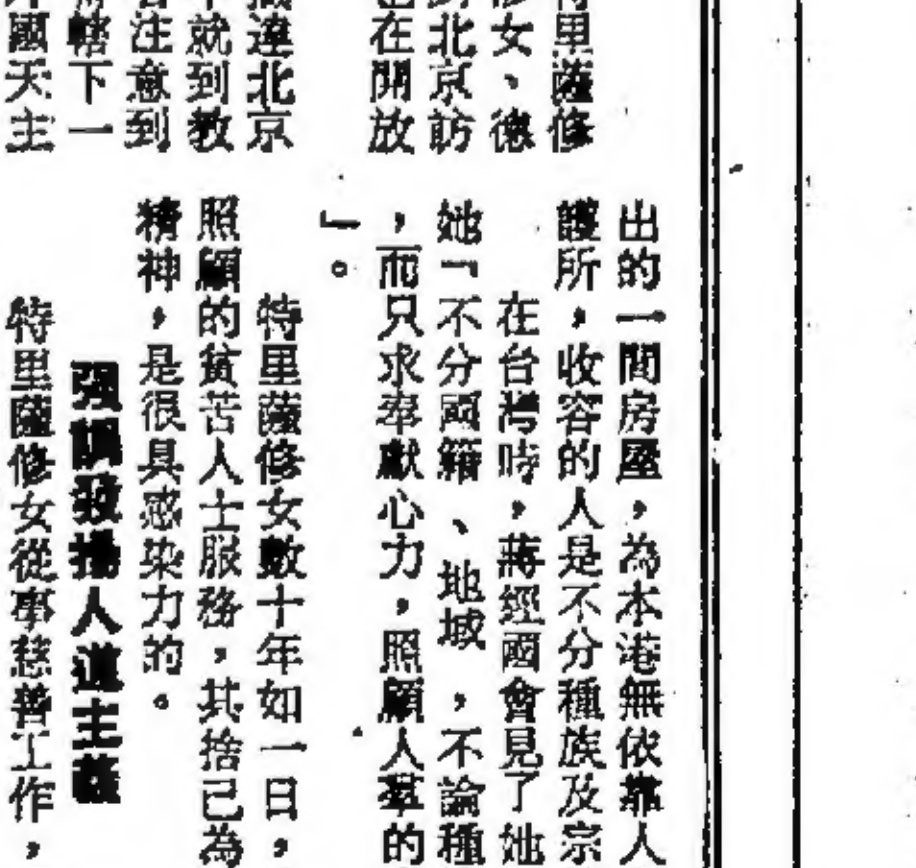 特里薩修
修女、德
到北京訪
在開放
抵達北京
就到教
注意到
轄下一
國天主
出的一間房屋，為本港無依靠人
護所，收容的人是不分種族及宗
在台灣時，蔣經國會見了她
她「不分國籍、地域，不論種
，而只求奉獻心力，照顧人羣的
」。
特里薩修女數十年如一日，
照顧的貧苦人士服務，其捨己為
精神，是很具感染力的。
强調發揚人道主義
特里薩修女從事慈善工作，